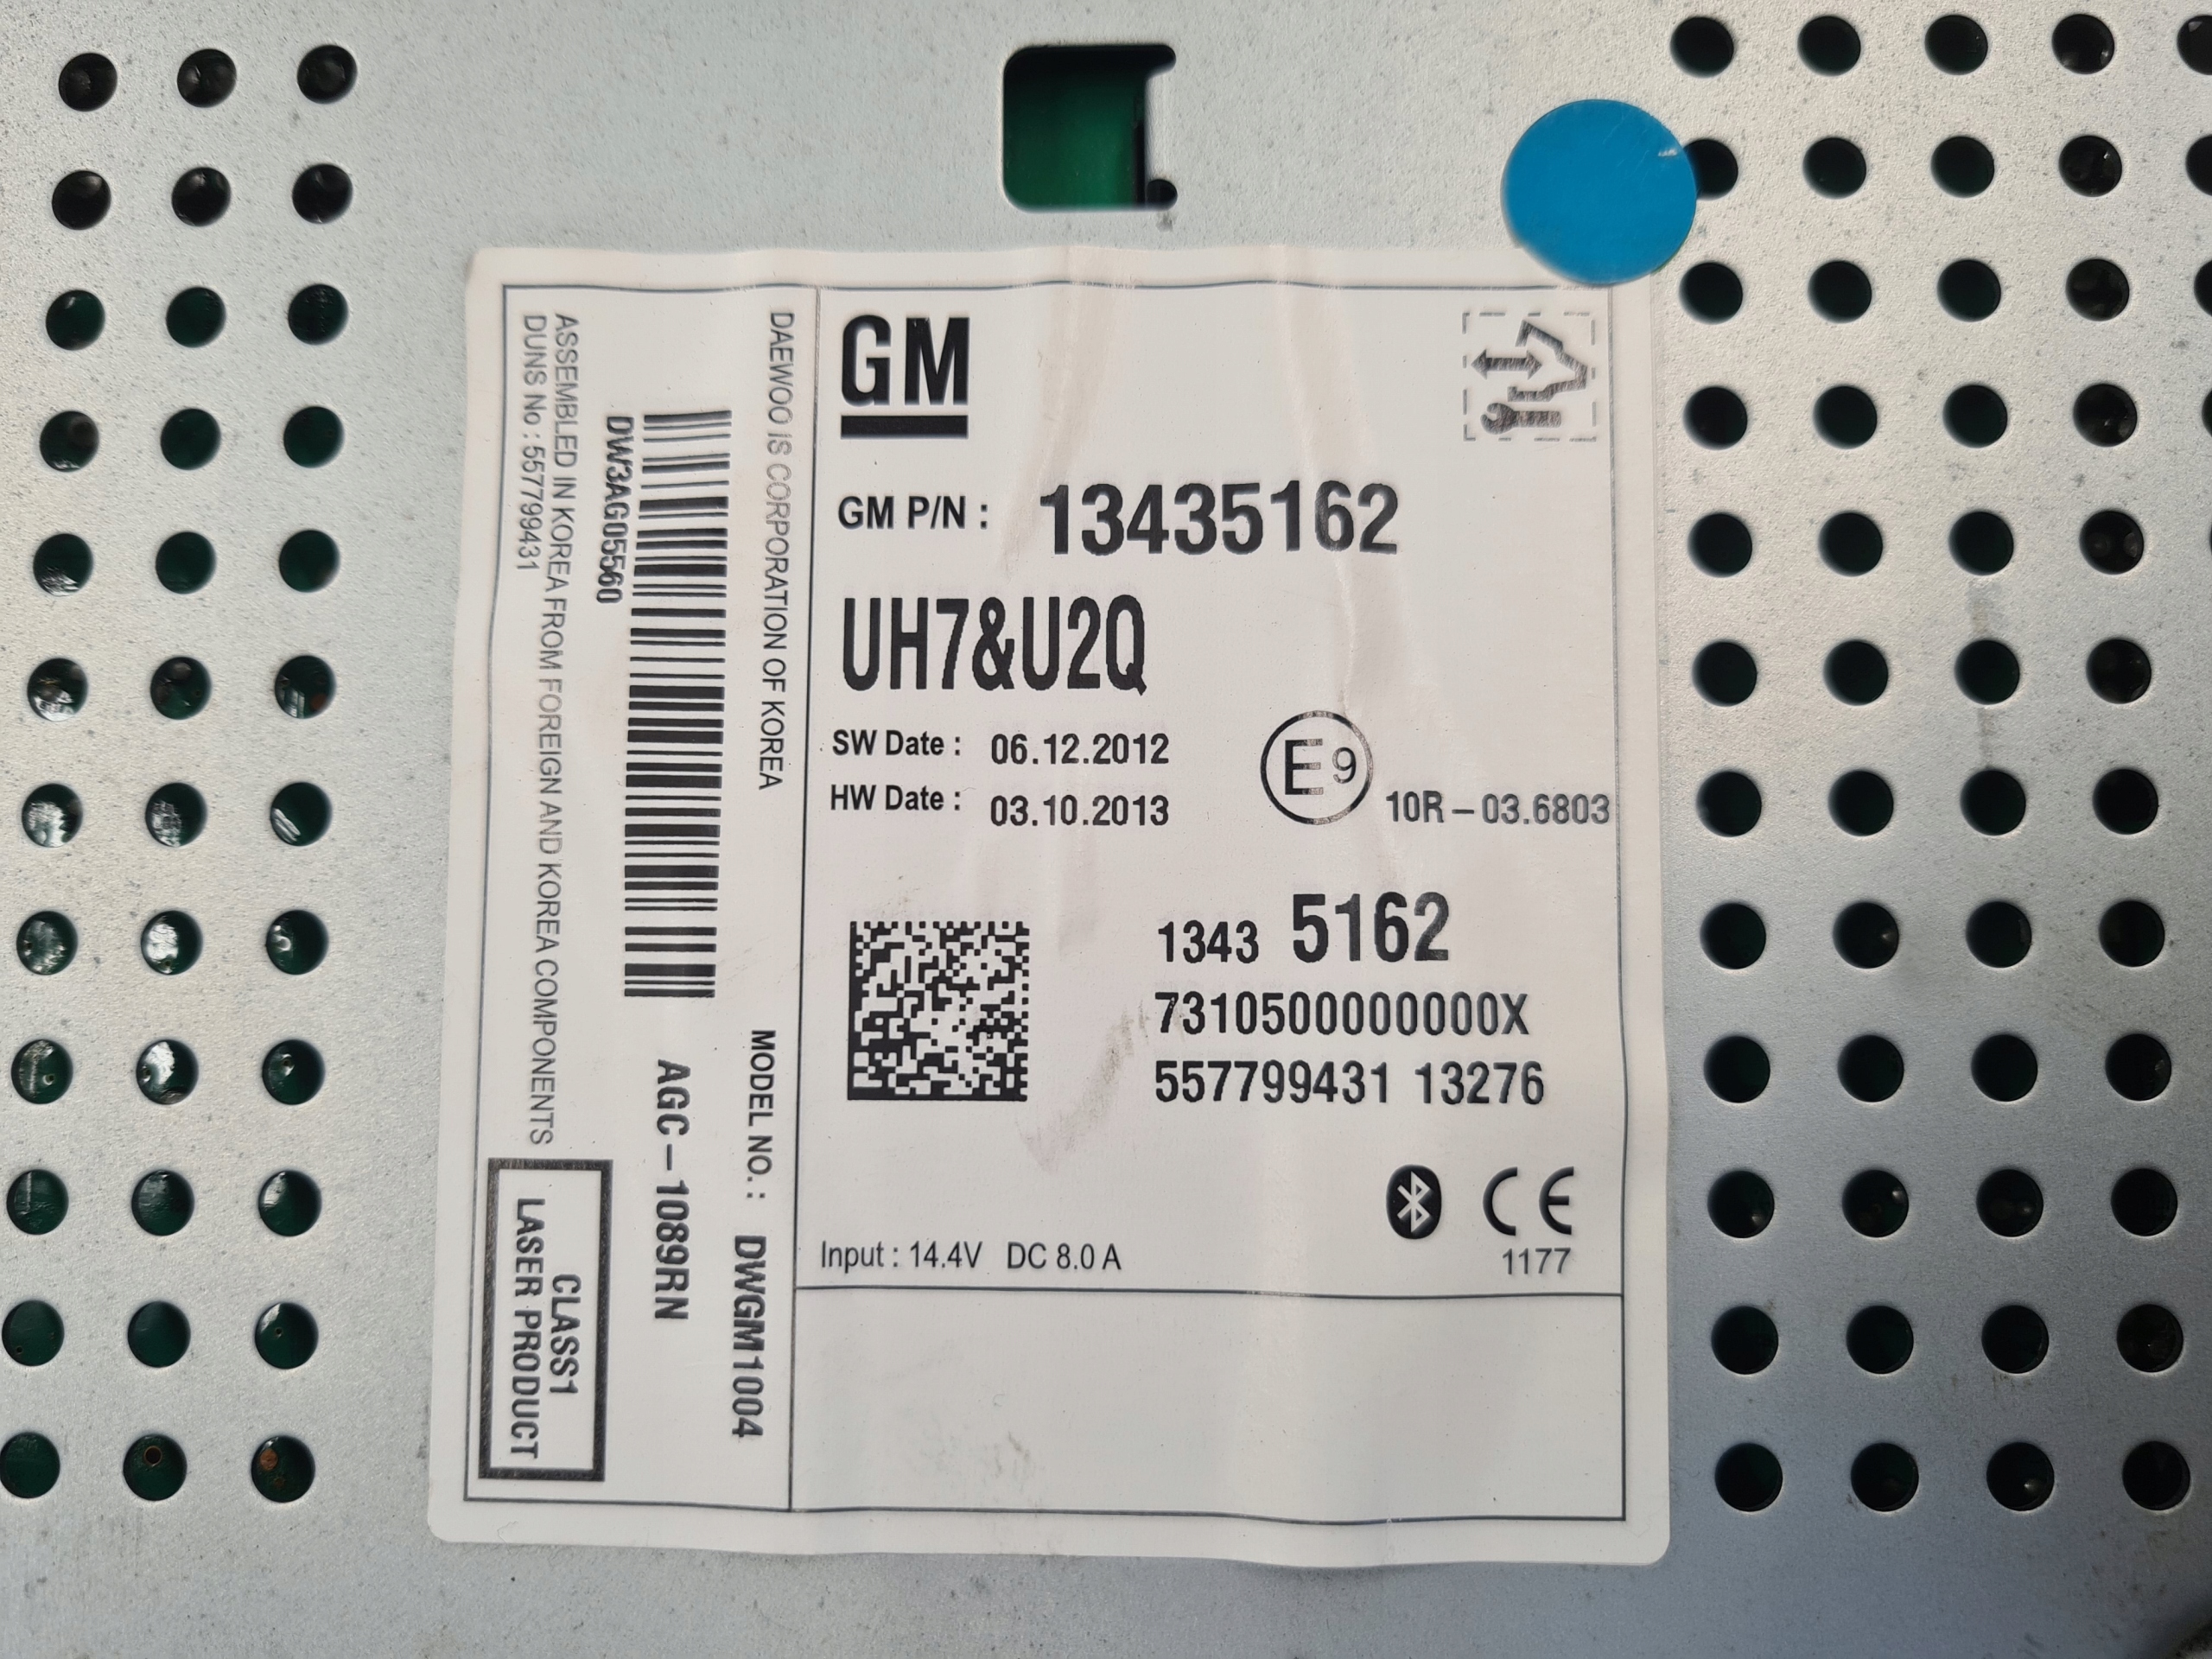 GM
GM P/N : 13435162
UH7&U2Q
SW Date : 06.12.2012
HW Date : 03.10.2013
E9
10R-03.6803
1343 5162
7310500000000X
557799431 13276
CE
1177
Input : 14.4V DC 8.0 A
DAEWOO IS CORPORATION OF KOREA
MODEL NO. : DWGM1004
AGC-1089RN
DW3AG05560
ASSEMBLED IN KOREA FROM FOREIGN AND KOREA COMPONENTS
DUNS No : 557799431
CLASS1
LASER PRODUCT